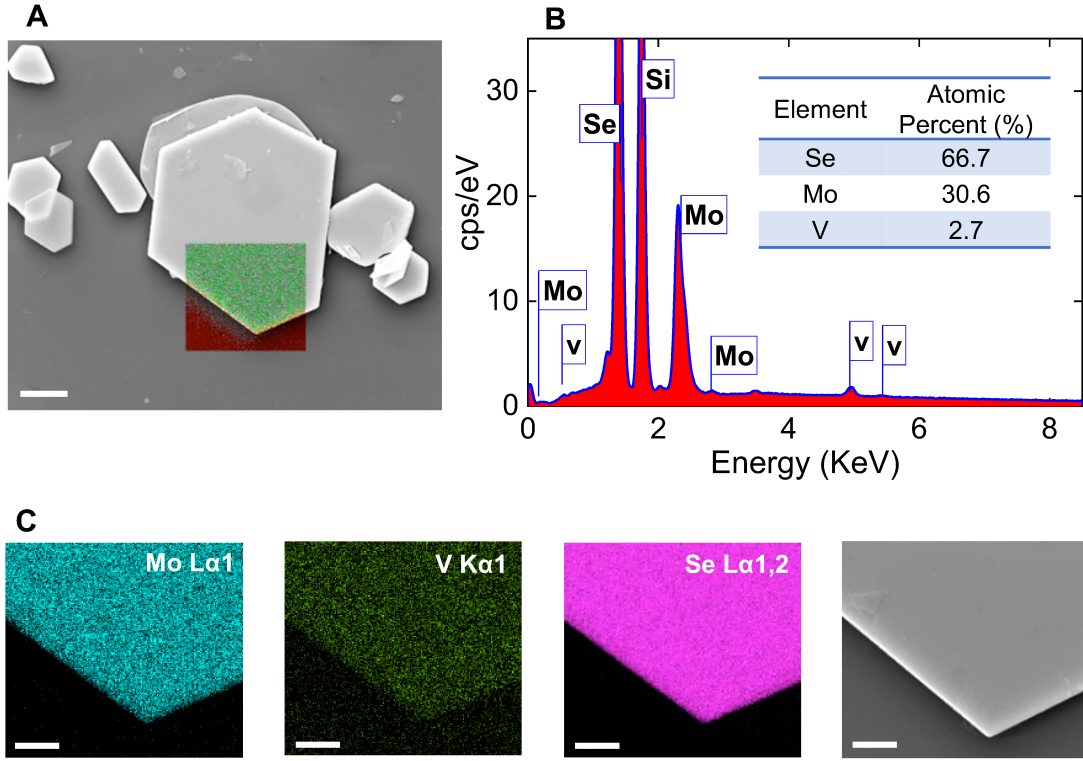 A
B
cps/eV
30
20
10
0
Se
Si
Mo
Mo
v
Mo
v
v
Element
Atomic
Percent (%)
Se
66.7
Mo
30.6
V
2.7
0
2
4
6
8
Energy (KeV)
C
Mo Lα1
V Kα1
Se Lα1,2